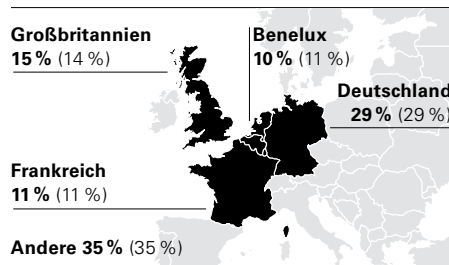 Großbritannien
15 % (14 %)
Benelux
10 % (11 %)
Deutschland
29 % (29 %)
Frankreich
11 % (11 %)
Andere 35 % (35 %)